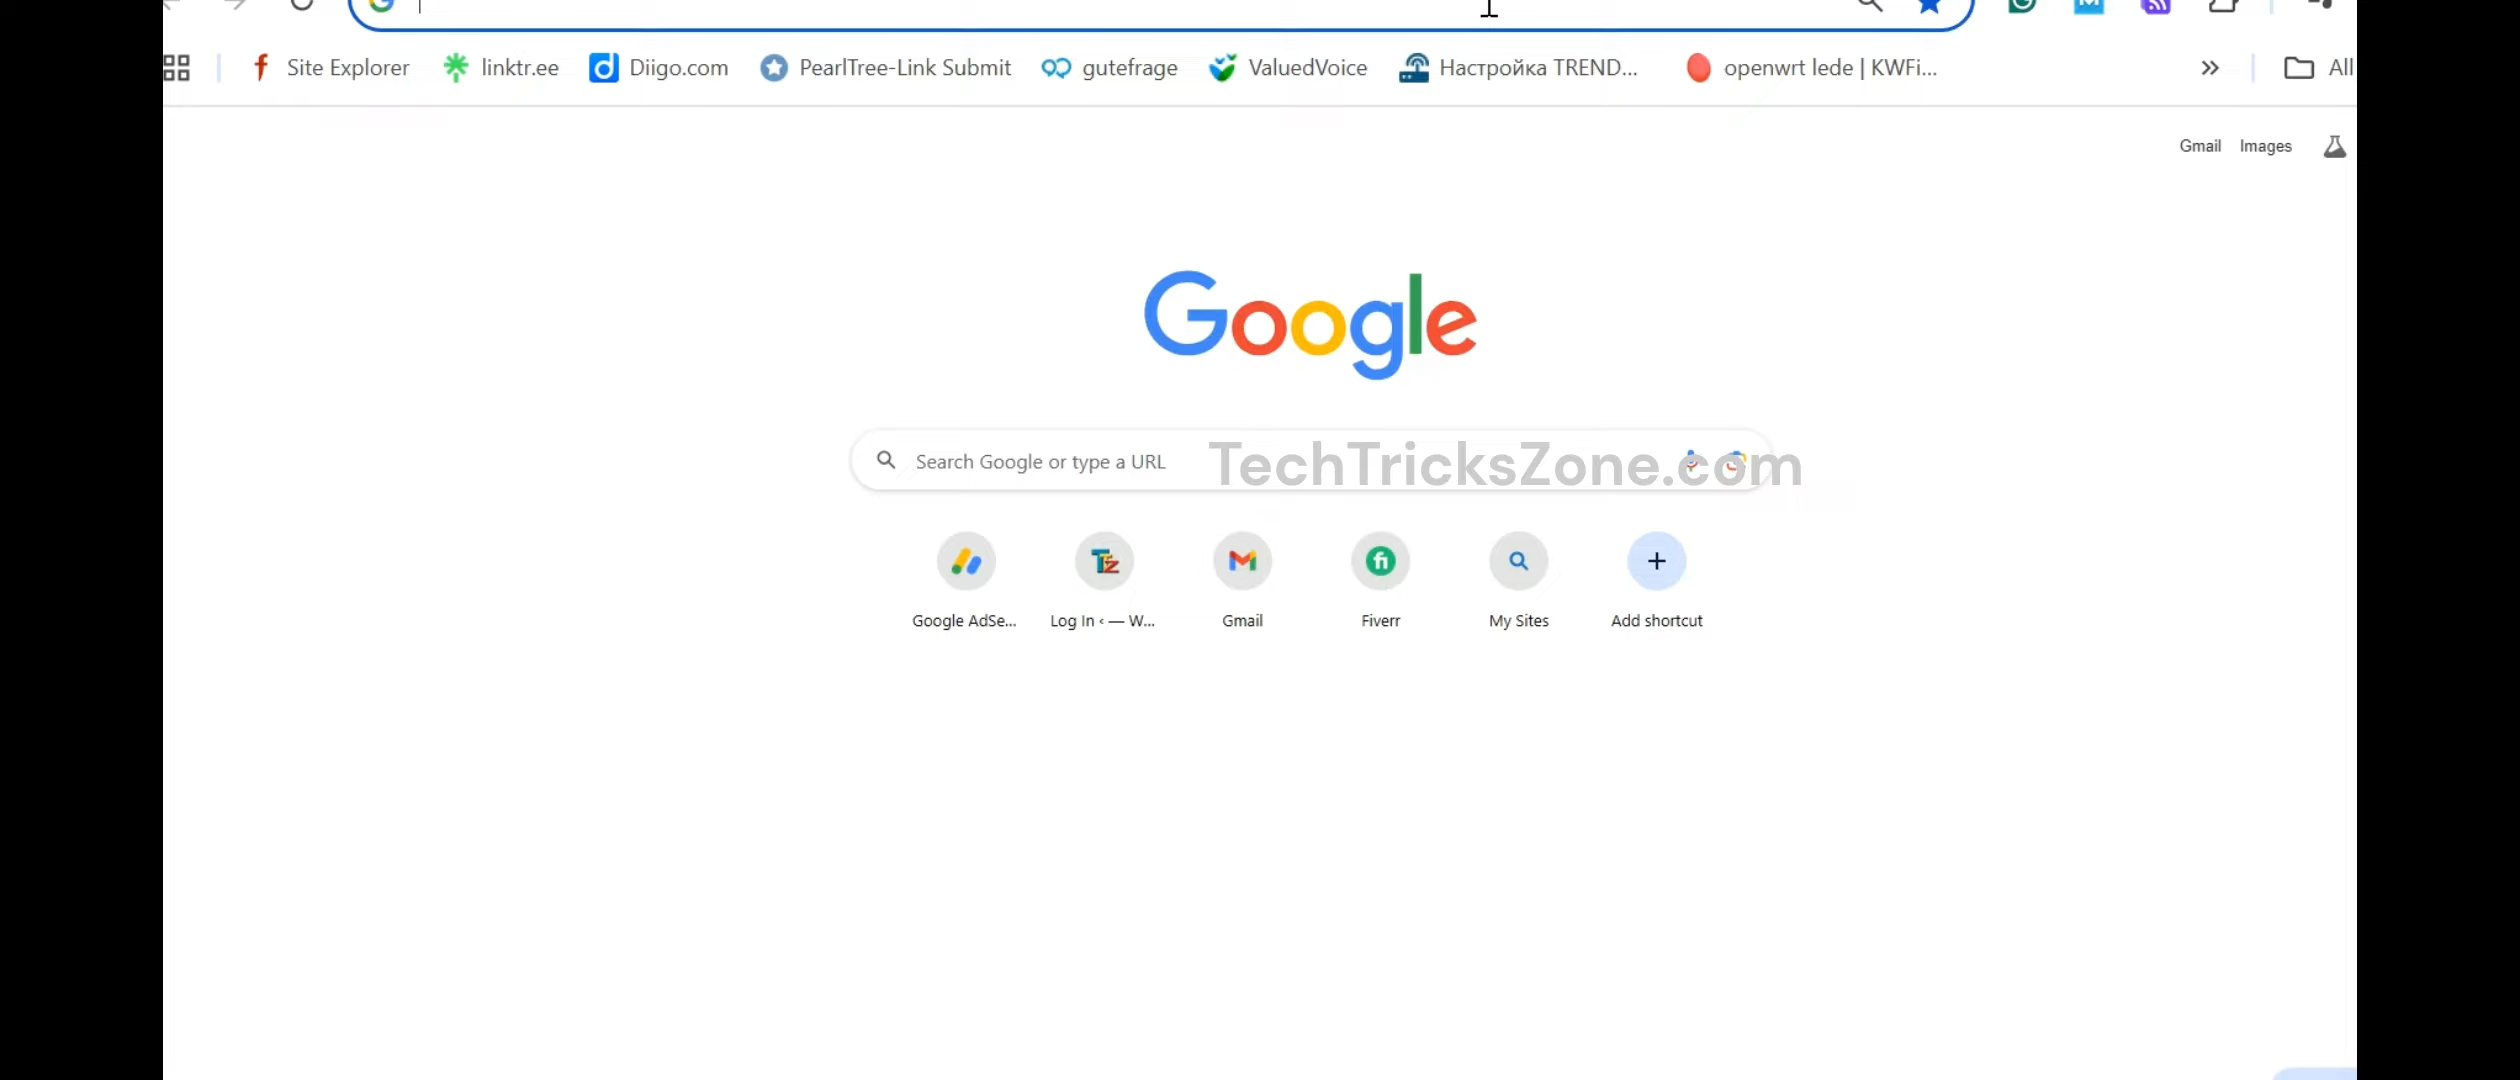 Site Explorer linktr.ee Diigo.com PearlTree-Link Submit gutefrage ValuedVoice Настройка TREND... openwrt lede | KWFi... » All
Gmail Images
Google
Search Google or type a URL
TechTricksZone.com
Google AdSe... Log In ‹ — W... Gmail Fiverr My Sites Add shortcut